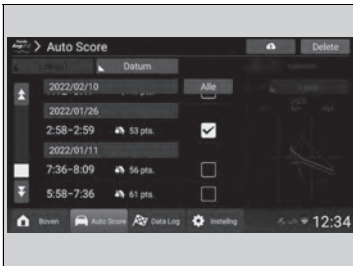 > Auto Score Delete
Datum
2022/02/10 Alle
2022/01/26
2:58-2:59 53 pts.
2022/01/11
7:36-8:09 56 pts.
5:58-7:36 61 pts.
Boven Auto Score Data Log Instelling 12:34